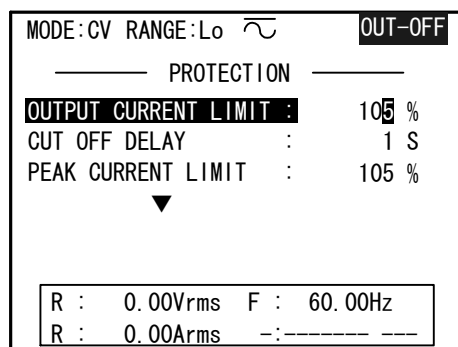 MODE:CV RANGE:Lo OUT-OFF
PROTECTION
OUTPUT CURRENT LIMIT : 105 %
CUT OFF DELAY : 1 S
PEAK CURRENT LIMIT : 105 %
▼
R : 0.00Vrms F : 60.00Hz
R : 0.00Arms -:------- ---